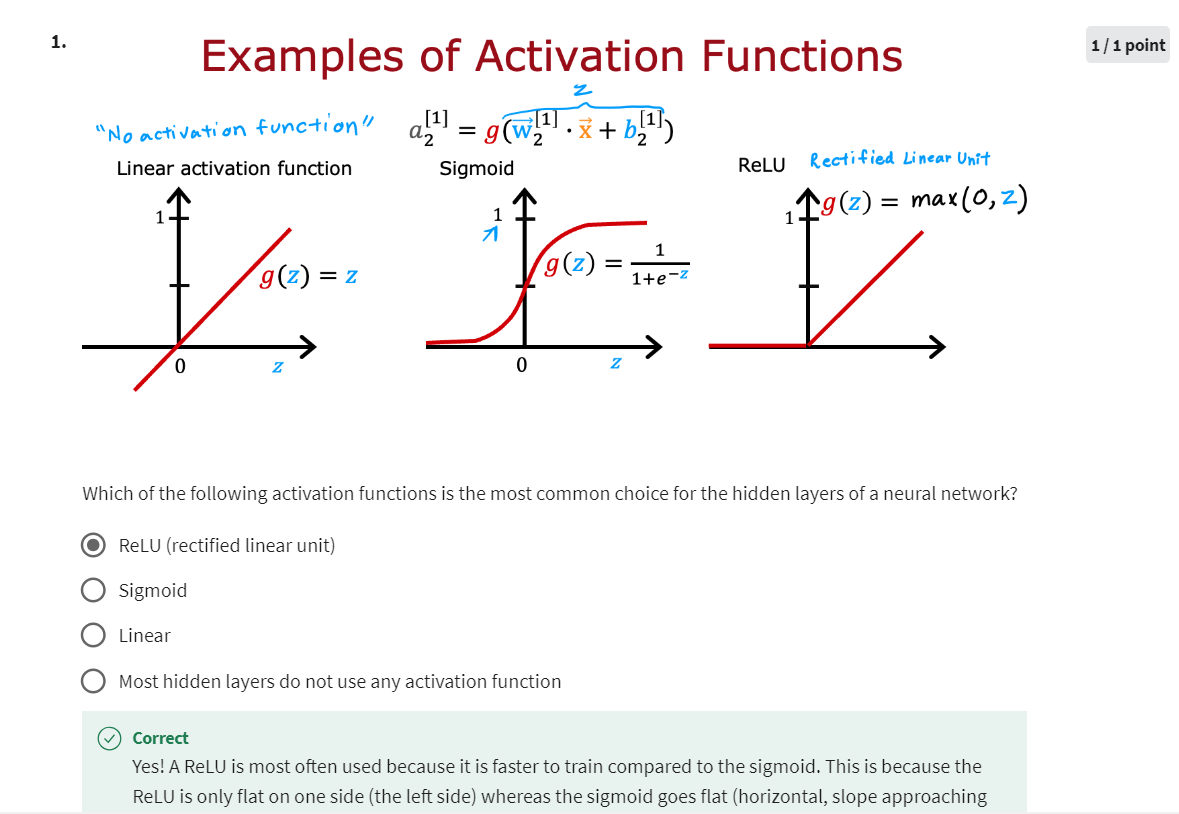 1.
Examples of Activation Functions
1 / 1 point
z
"No activation function"
a₂^[1] = g(w⃗₂^[1] · x⃗ + b₂^[1])
Linear activation function
Sigmoid
ReLU
Rectified Linear Unit
1
g(z) = z
0
z
1
g(z) = 1/(1+e^−z)
0
z
1
g(z) = max(0, z)
Which of the following activation functions is the most common choice for the hidden layers of a neural network?
ReLU (rectified linear unit)
Sigmoid
Linear
Most hidden layers do not use any activation function
Correct
Yes! A ReLU is most often used because it is faster to train compared to the sigmoid. This is because the
ReLU is only flat on one side (the left side) whereas the sigmoid goes flat (horizontal, slope approaching